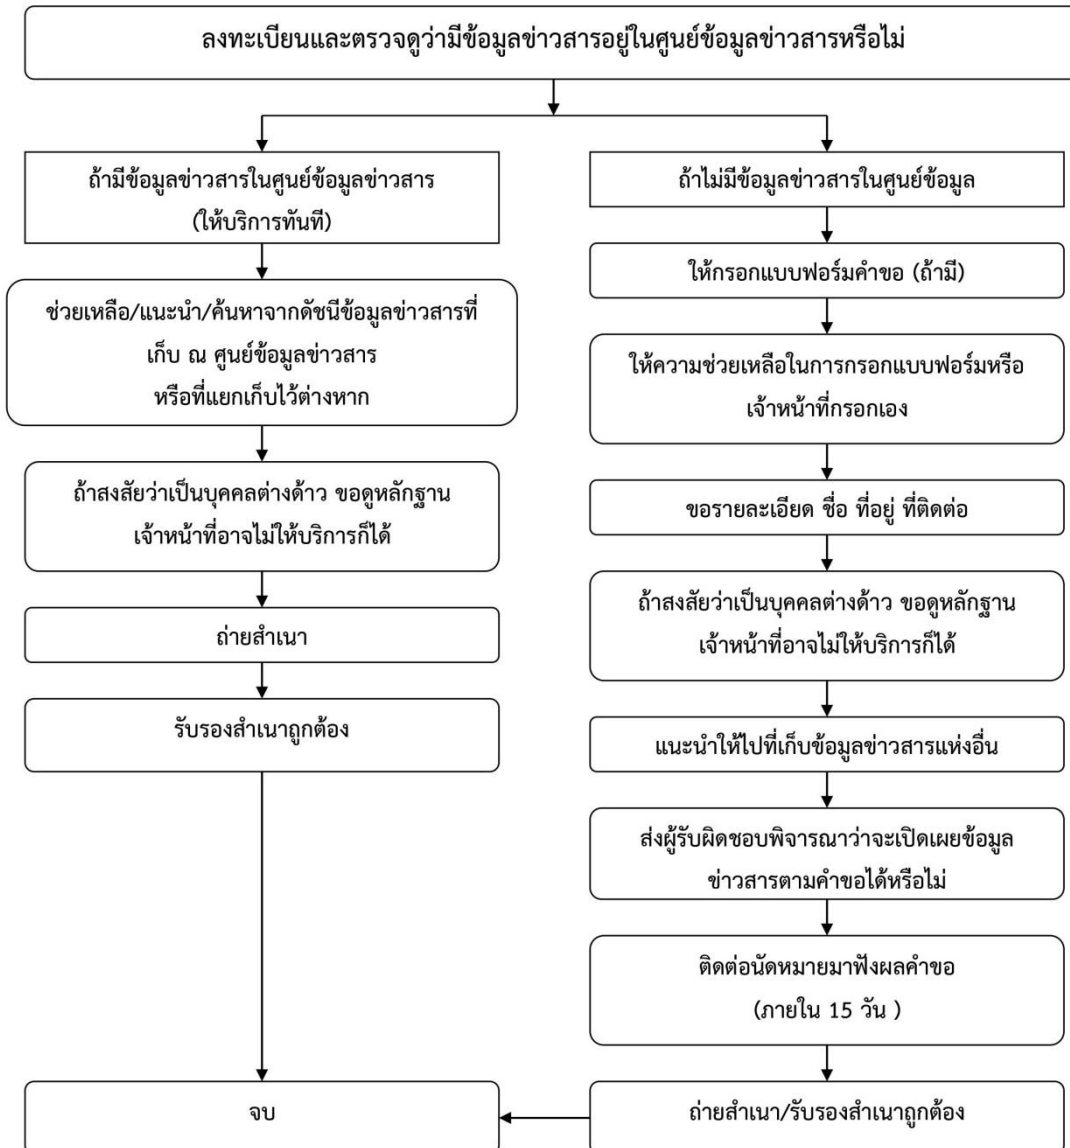 ลงทะเบียนและตรวจดูว่ามีข้อมูลข่าวสารอยู่ในศูนย์ข้อมูลข่าวสารหรือไม่
ถ้ามีข้อมูลข่าวสารในศูนย์ข้อมูลข่าวสาร
(ให้บริการทันที)
ช่วยเหลือ/แนะนำ/ค้นหาจากดัชนีข้อมูลข่าวสารที่
เก็บ ณ ศูนย์ข้อมูลข่าวสาร
หรือที่แยกเก็บไว้ต่างหาก
ถ้าสงสัยว่าเป็นบุคคลต่างด้าว ขอดูหลักฐาน
เจ้าหน้าที่อาจไม่ให้บริการก็ได้
ถ่ายสำเนา
รับรองสำเนาถูกต้อง
ถ้าไม่มีข้อมูลข่าวสารในศูนย์ข้อมูล
ให้กรอกแบบฟอร์มคำขอ (ถ้ามี)
ให้ความช่วยเหลือในการกรอกแบบฟอร์มหรือ
เจ้าหน้าที่กรอกเอง
ขอรายละเอียด ชื่อ ที่อยู่ ที่ติดต่อ
ถ้าสงสัยว่าเป็นบุคคลต่างด้าว ขอดูหลักฐาน
เจ้าหน้าที่อาจไม่ให้บริการก็ได้
แนะนำให้ไปที่เก็บข้อมูลข่าวสารแห่งอื่น
ส่งผู้รับผิดชอบพิจารณาว่าจะเปิดเผยข้อมูล
ข่าวสารตามคำขอได้หรือไม่
ติดต่อนัดหมายมาฟังผลคำขอ
(ภายใน 15 วัน )
ถ่ายสำเนา/รับรองสำเนาถูกต้อง
จบ